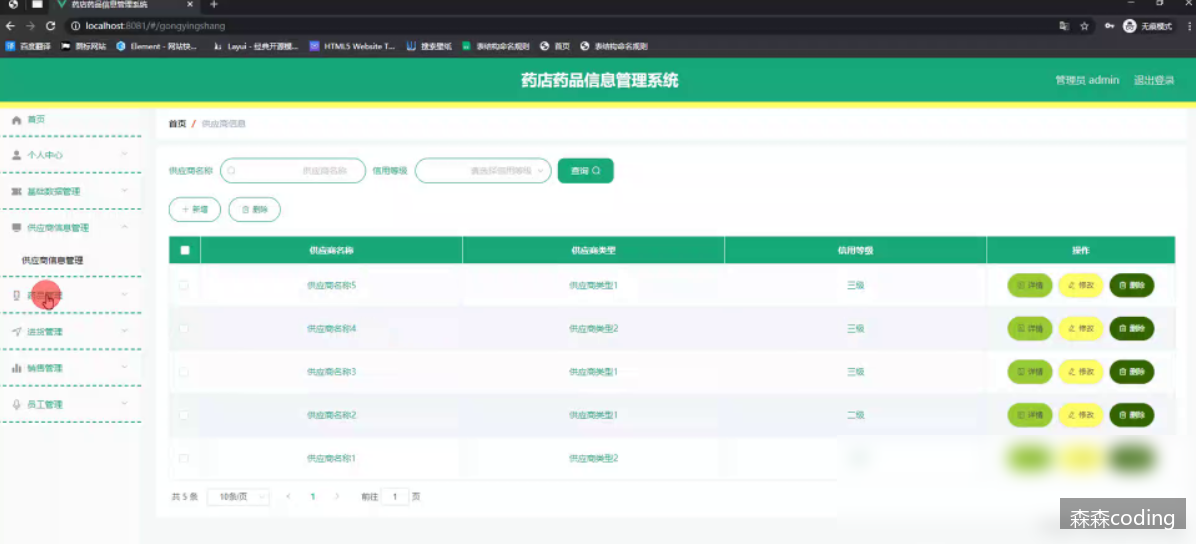 药店药品信息管理系统
localhost:8081/#/gongyingshang
无痕模式
百度翻译
图标网站
Element - 网站快...
Layui - 经典开源模...
HTML5 Website T...
搜索壁纸
表结构命名规则
首页
表结构命名规则
药店药品信息管理系统
管理员 admin
退出登录
首页
个人中心
基础数据管理
供应商信息管理
供应商信息管理
进货管理
销售管理
员工管理
首页 / 供应商信息
供应商名称 供应商名称 信用等级 请选择信用等级 查询
+ 新增 删除
供应商名称 供应商类型 信用等级 操作
供应商名称5 供应商类型1 三级 详情 修改 删除
供应商名称4 供应商类型2 三级 详情 修改 删除
供应商名称3 供应商类型1 三级 详情 修改 删除
供应商名称2 供应商类型1 二级 详情 修改 删除
供应商名称1 供应商类型2
共 5 条 10条/页 < 1 > 前往 1 页
森森coding